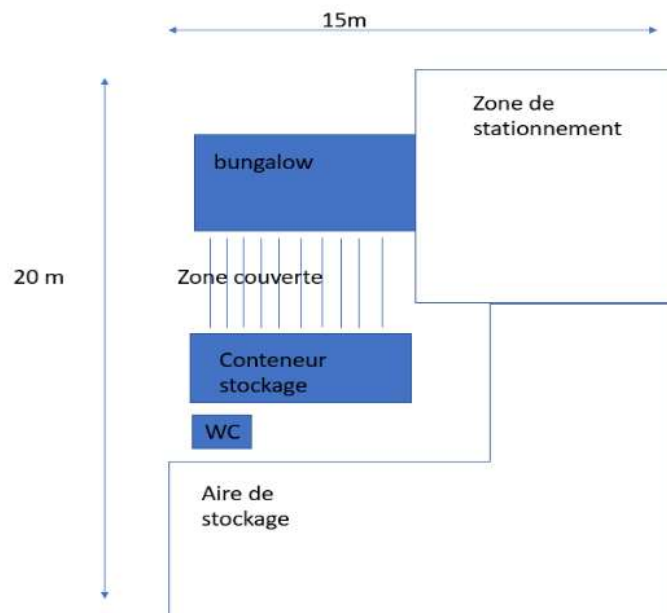 15m
Zone de
stationnement
bungalow
20 m
Zone couverte
Conteneur
stockage
WC
Aire de
stockage